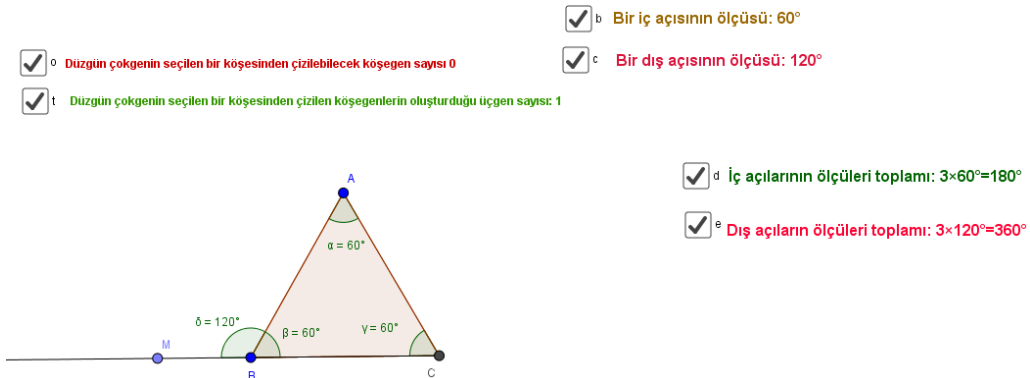 b Bir iç açısının ölçüsü: 60°
o Düzgün çokgenin seçilen bir köşesinden çizilebilecek köşegen sayısı 0
c Bir dış açısının ölçüsü: 120°
t Düzgün çokgenin seçilen bir köşesinden çizilen köşegenlerin oluşturduğu üçgen sayısı: 1
d İç açılarının ölçüleri toplamı: 3×60°=180°
e Dış açıların ölçüleri toplamı: 3×120°=360°
A
α = 60°
δ = 120°
β = 60°
γ = 60°
M
B
C